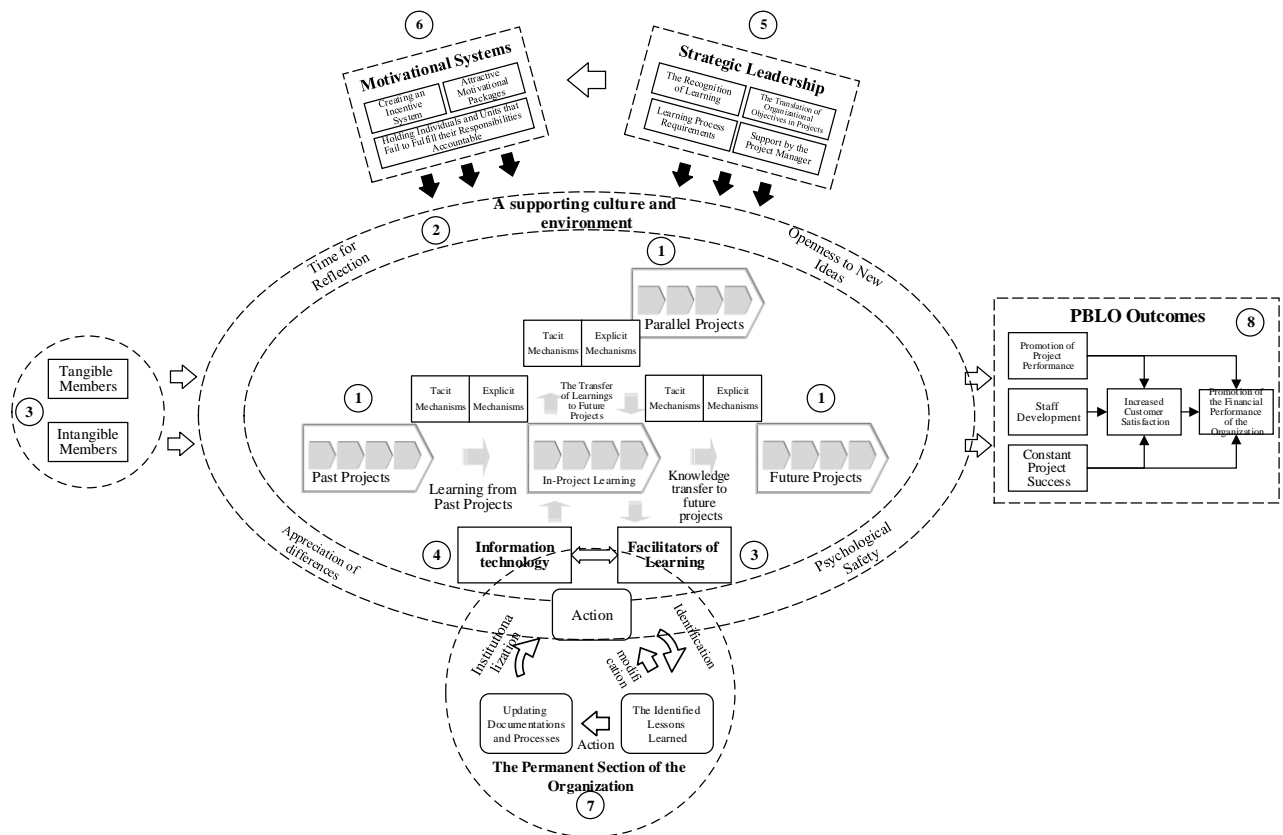 6
5
Motivational Systems
Creating an
Incentive
System
Attractive
Motivational
Packages
Holding Individuals and Units that
Fail to Fulfill their Responsibilities
Accountable
Strategic Leadership
The Recognition
of Learning
The Translation of
Organizational
Objectives in Projects
Learning Process
Requirements
Support by the
Project Manager
A supporting culture and
environment
2
Time for
Reflection
Openness to New
Ideas
1
Parallel Projects
Tacit
Mechanisms
Explicit
Mechanisms
3
Tangible
Members
Intangible
Members
1
Tacit
Mechanisms
Explicit
Mechanisms
The Transfer
of Learnings
to Future
Projects
Tacit
Mechanisms
Explicit
Mechanisms
1
Past Projects
Learning from
Past Projects
In-Project Learning
Knowledge
transfer to
future
projects
Future Projects
PBLO Outcomes
8
Promotion of
Project
Performance
Staff
Development
Constant
Project
Success
Increased
Customer
Satisfaction
Promotion of
the Financial
Performance
of the
Organization
Appreciation of
differences
Psychological
Safety
4
Information
technology
Facilitators of
Learning
3
Action
Institutiona
lization
modifi
cation
Identification
Updating
Documentations
and Processes
Action
The Identified
Lessons
Learned
The Permanent Section of the
Organization
7